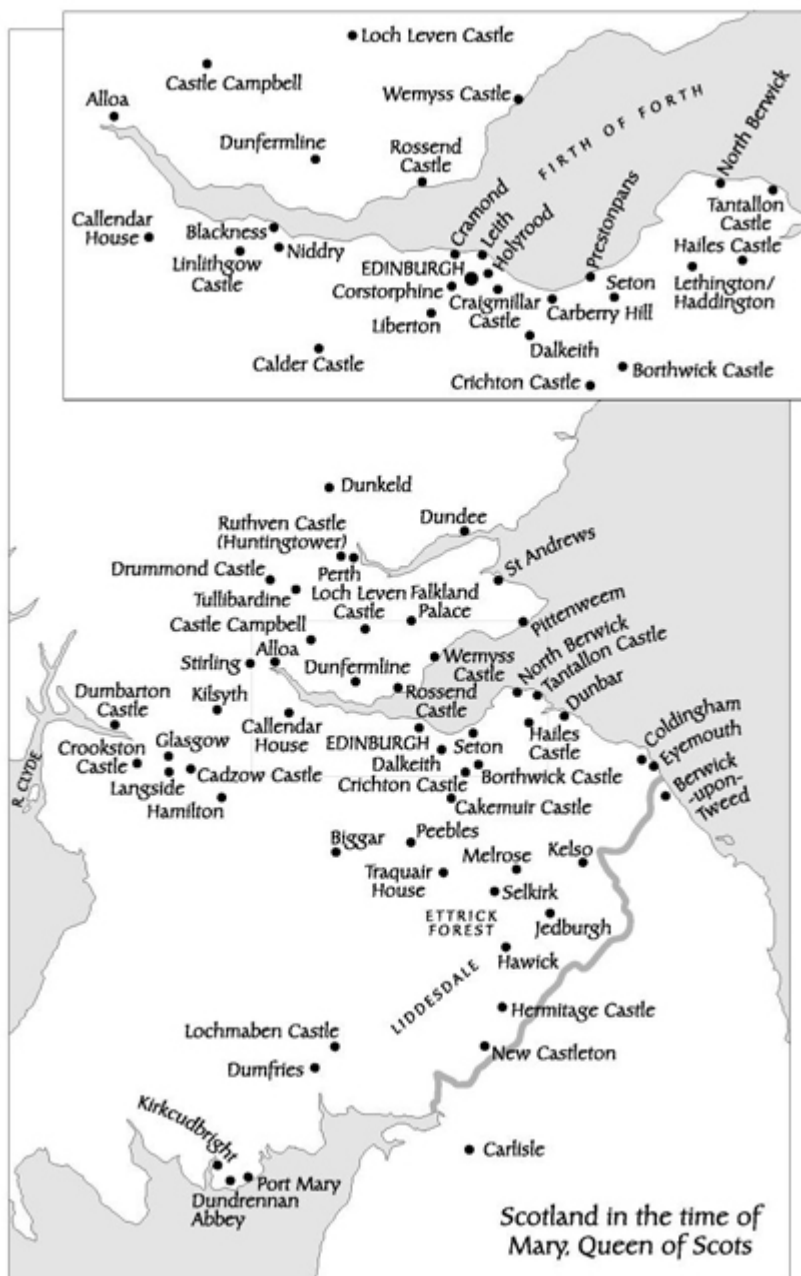 Loch Leven Castle
Castle Campbell
Alloa
Wemyss Castle
FIRTH OF FORTH
North Berwick
Dunfermline
Rossend
Castle
Tantallon
Castle
Cramond
Leith
Holyrood
Prestonpans
Callendar
House
Blackness
Niddry
Linlithgow
Castle
Hailes Castle
EDINBURGH
Corstorphine
Seton
Lethington/
Haddington
Craigmillar
Castle
Carberry Hill
Liberton
Dalkeith
Calder Castle
Borthwick Castle
Crichton Castle
Dunkeld
Dundee
Ruthven Castle
(Huntingtower)
Perth
St Andrews
Drummond Castle
Tullibardine
Loch Leven
Castle
Falkland
Palace
Pittenweem
Castle Campbell
Alloa
Stirling
Wemyss
Castle
North Berwick
Tantallon Castle
Dunbar
Dunfermline
Rossend
Castle
Dumbarton
Castle
Kilsyth
Callendar
House
EDINBURGH
Seton
Hailes
Castle
Coldingham
Eyemouth
Berwick
-upon-
Tweed
R. CLYDE
Crookston
Castle
Glasgow
Langside
Cadzow Castle
Hamilton
Dalkeith
Borthwick Castle
Crichton Castle
Cakemuir Castle
Biggar
Peebles
Melrose
Kelso
Traquair
House
Selkirk
ETTRICK
FOREST
Jedburgh
Hawick
LIDDESDALE
Hermitage Castle
Lochmaben Castle
New Castleton
Dumfries
Kirkcudbright
Carlisle
Port Mary
Dundrennan
Abbey
Scotland in the time of
Mary, Queen of Scots